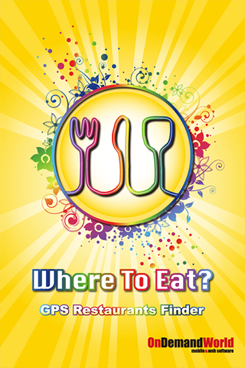 Where To Eat?
GPS Restaurants Finder
OnDemandWorld
mobile & web software